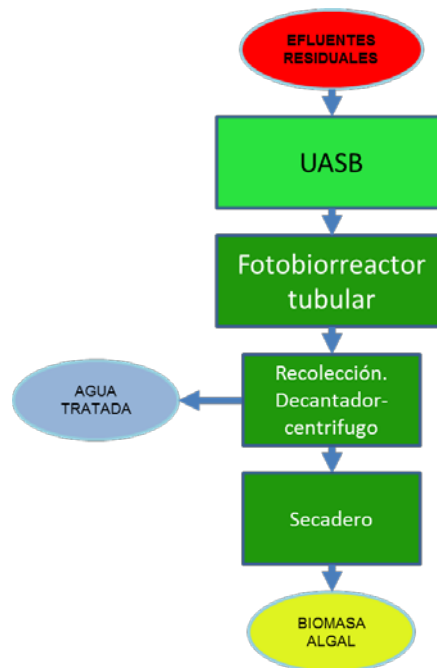 EFLUENTES
RESIDUALES
UASB
Fotobiorreactor
tubular
Recolección.
Decantador-
centrifugo
AGUA
TRATADA
Secadero
BIOMASA
ALGAL